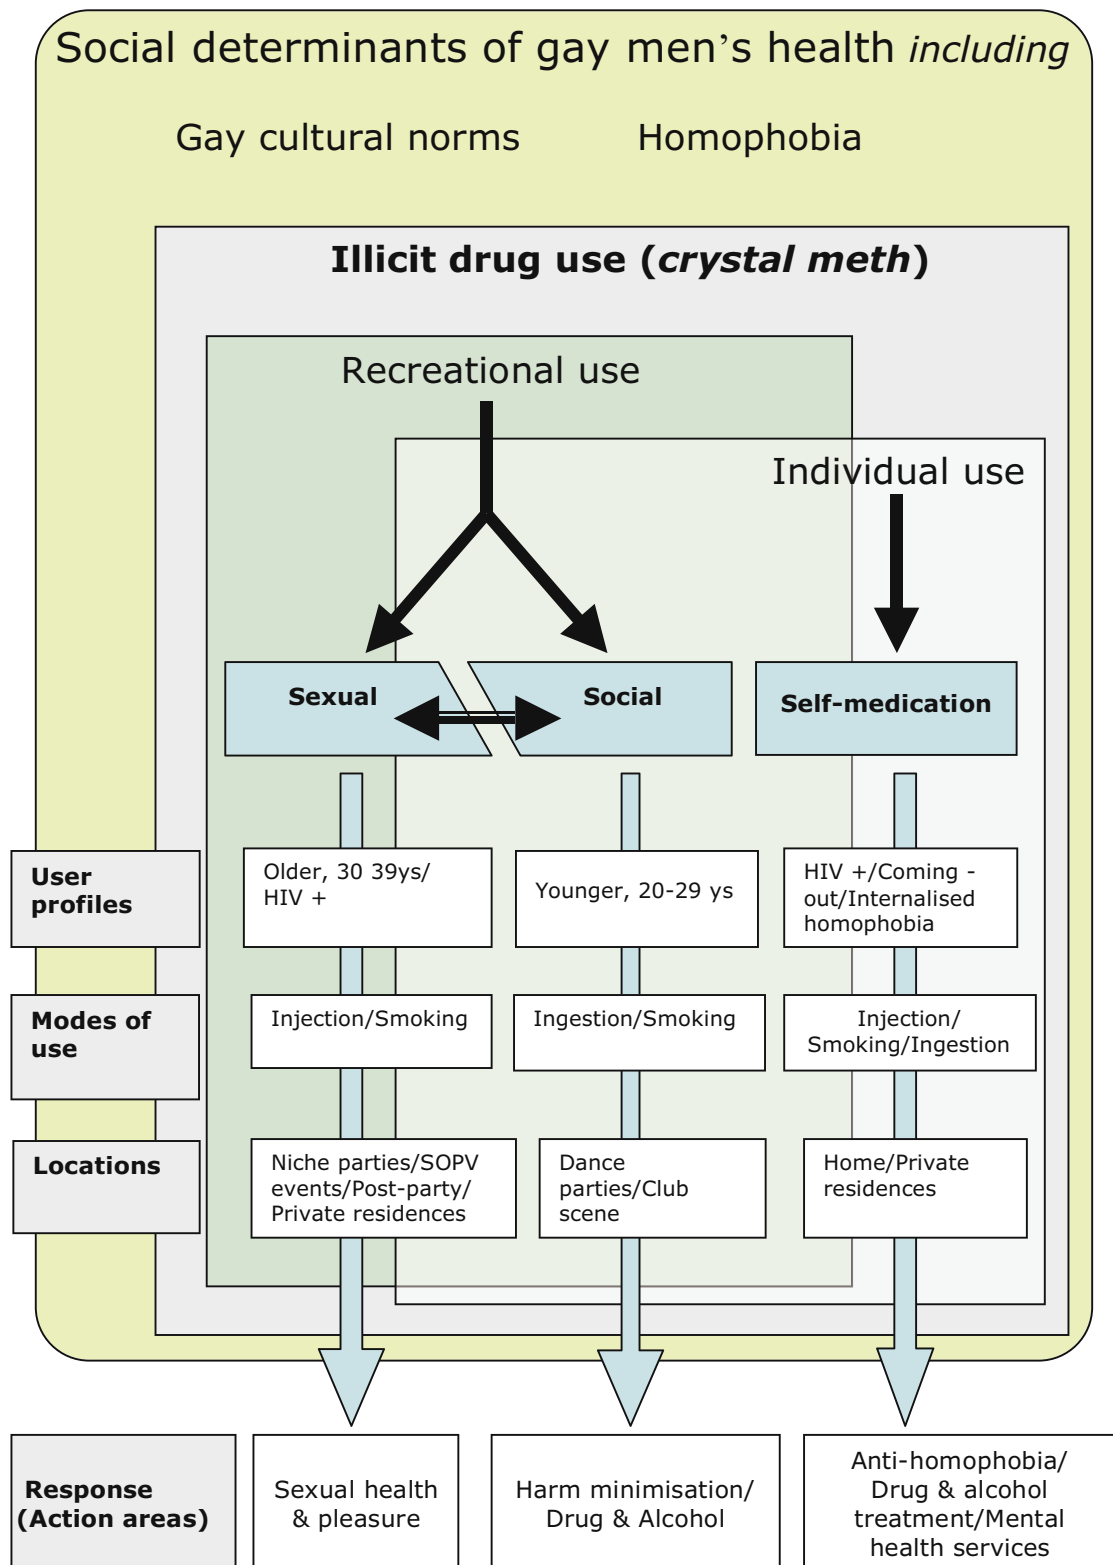 Social determinants of gay men’s health including
Gay cultural norms
Homophobia
Illicit drug use (crystal meth)
Recreational use
Individual use
Sexual
Social
Self-medication
User
profiles
Older, 30 39ys/
HIV +
Younger, 20-29 ys
HIV +/Coming -
out/Internalised
homophobia
Modes of
use
Injection/Smoking
Ingestion/Smoking
Injection/
Smoking/Ingestion
Locations
Niche parties/SOPV
events/Post-party/
Private residences
Dance
parties/Club
scene
Home/Private
residences
Response
(Action areas)
Sexual health
& pleasure
Harm minimisation/
Drug & Alcohol
Anti-homophobia/
Drug & alcohol
treatment/Mental
health services